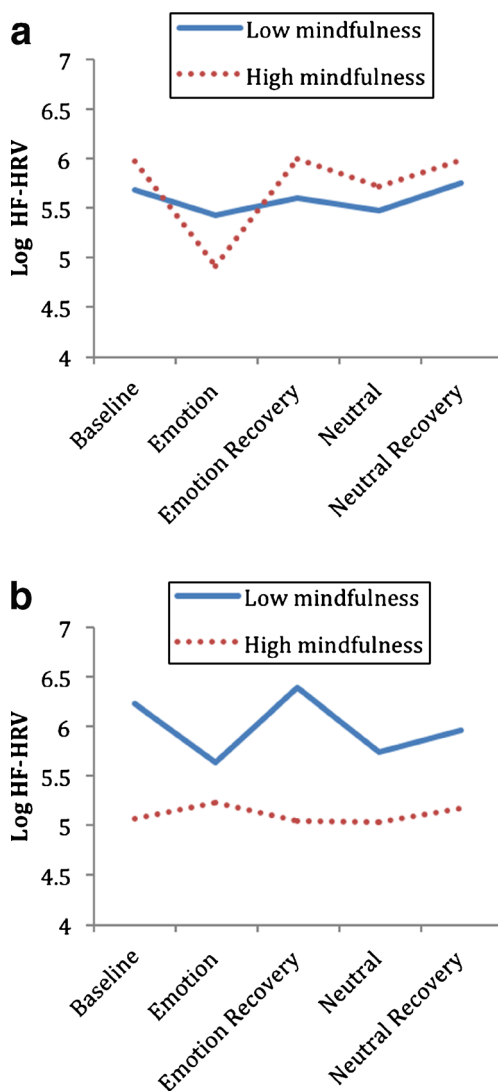 a
Low mindfulness
High mindfulness
7
6.5
6
5.5
5
4.5
4
Log HF-HRV
Baseline
Emotion
Emotion Recovery
Neutral
Neutral Recovery
b
Low mindfulness
High mindfulness
7
6.5
6
5.5
5
4.5
4
Log HF-HRV
Baseline
Emotion
Emotion Recovery
Neutral
Neutral Recovery